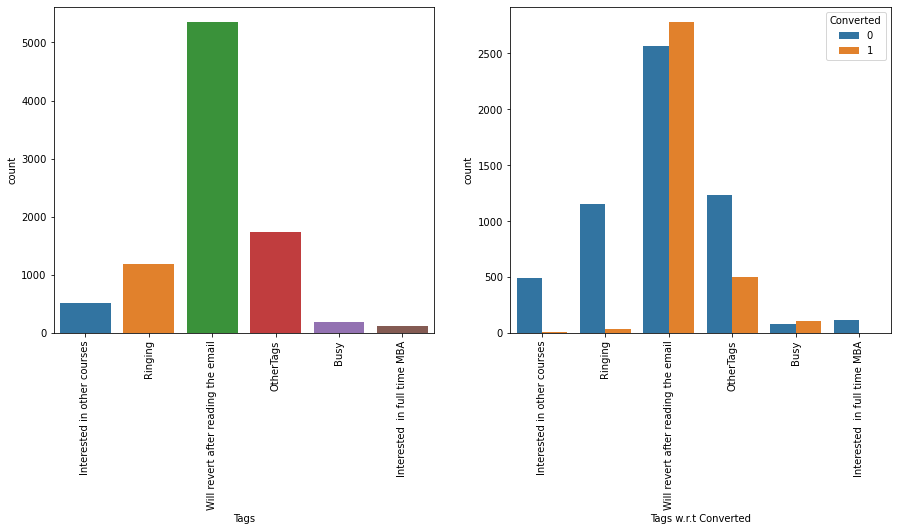 5000
4000
3000
2000
1000
0
count
Interested in other courses
Ringing
Will revert after reading the email
OtherTags
Busy
Interested  in full time MBA
Tags
2500
2000
1500
1000
500
0
count
Converted
0
1
Interested in other courses
Ringing
Will revert after reading the email
OtherTags
Busy
Interested  in full time MBA
Tags w.r.t Converted